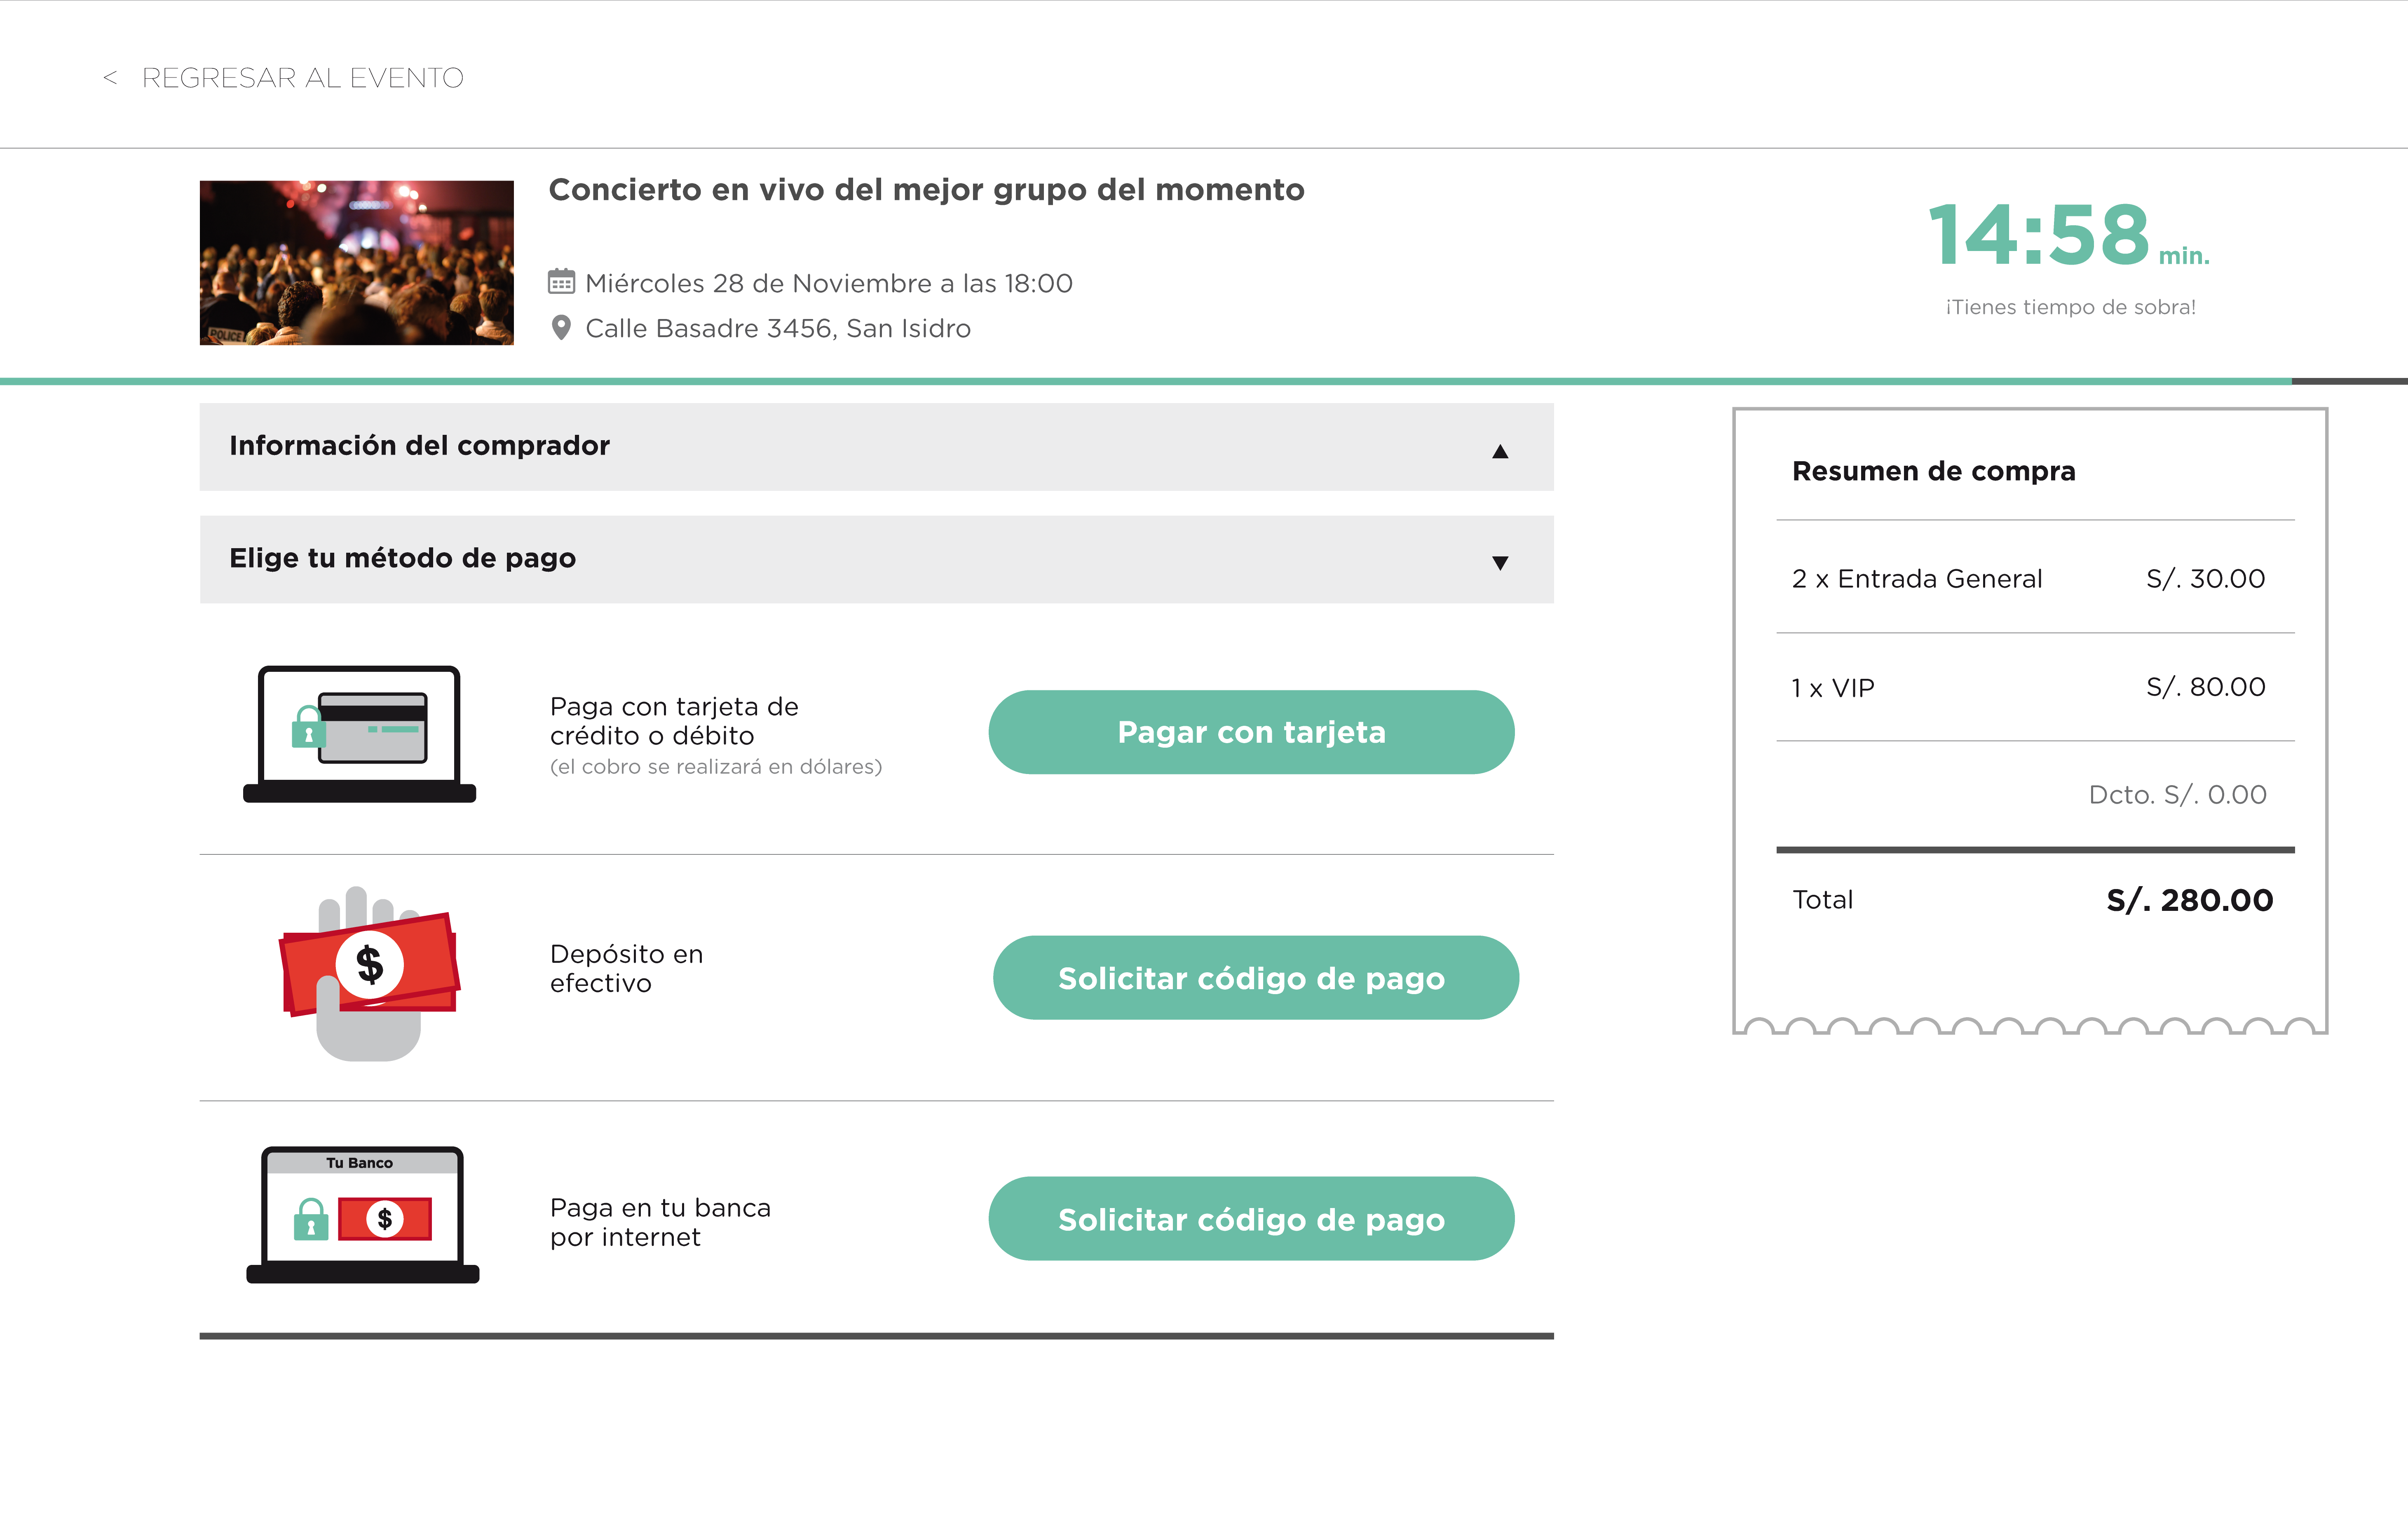 < REGRESAR AL EVENTO
Concierto en vivo del mejor grupo del momento
Miércoles 28 de Noviembre a las 18:00
Calle Basadre 3456, San Isidro
POLICE
14:58 min.
¡Tienes tiempo de sobra!
Información del comprador
Elige tu método de pago
Paga con tarjeta de
crédito o débito
(el cobro se realizará en dólares)
Pagar con tarjeta
$
Depósito en
efectivo
Solicitar código de pago
Tu Banco
$
Paga en tu banca
por internet
Solicitar código de pago
Resumen de compra
2 x Entrada General S/. 30.00
1 x VIP S/. 80.00
Dcto. S/. 0.00
Total S/. 280.00